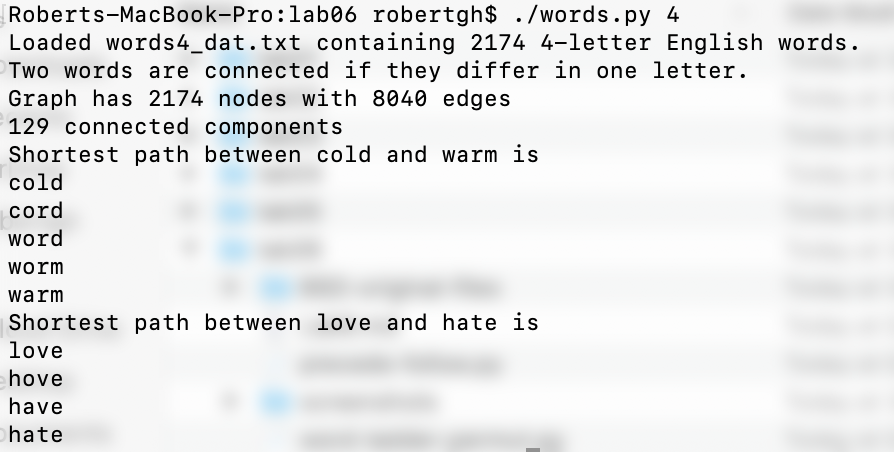 Roberts-MacBook-Pro:lab06 robertgh$ ./words.py 4
Loaded words4_dat.txt containing 2174 4-letter English words.
Two words are connected if they differ in one letter.
Graph has 2174 nodes with 8040 edges
129 connected components
Shortest path between cold and warm is
cold
cord
word
worm
warm
Shortest path between love and hate is
love
hove
have
hate